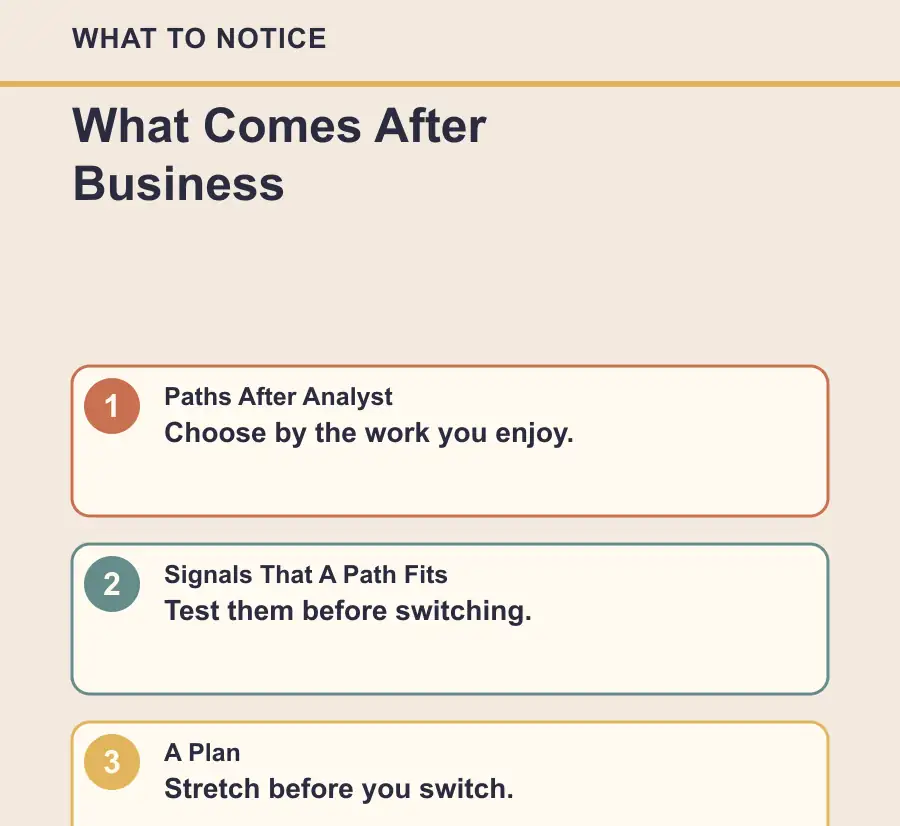 WHAT TO NOTICE
What Comes After
Business
1
Paths After Analyst
Choose by the work you enjoy.
2
Signals That A Path Fits
Test them before switching.
3
A Plan
Stretch before you switch.